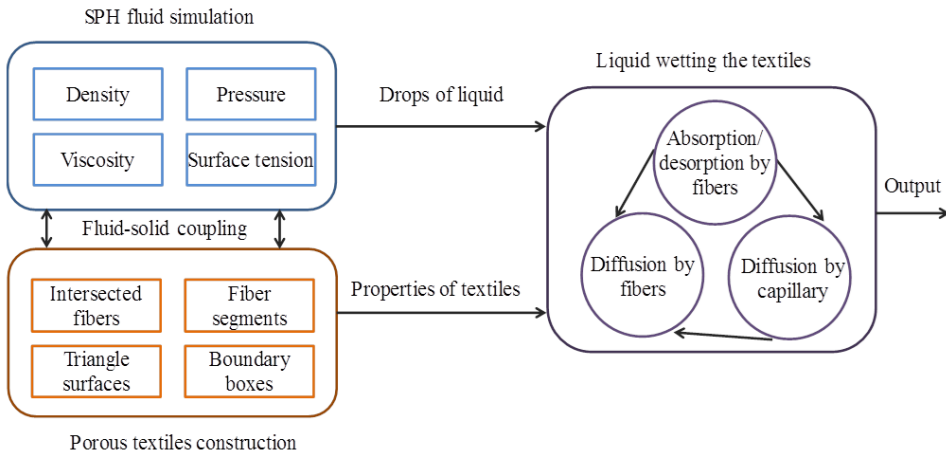 SPH fluid simulation
Density
Pressure
Viscosity
Surface tension
Fluid-solid coupling
Intersected
fibers
Fiber
segments
Triangle
surfaces
Boundary
boxes
Porous textiles construction
Drops of liquid
Properties of textiles
Liquid wetting the textiles
Absorption/
desorption by
fibers
Diffusion by
fibers
Diffusion by
capillary
Output